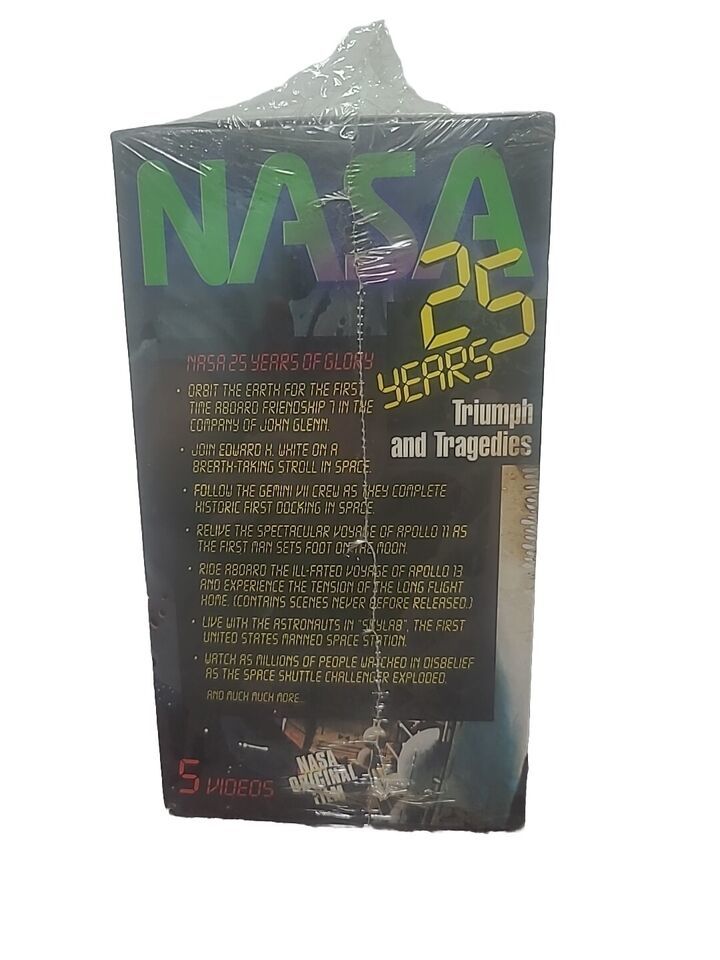 NASA
25
YEARS
Triumph
and Tragedies
NASA 25 YEARS OF GLORY
• ORBIT THE EARTH FOR THE FIRST
TIME ABOARD FRIENDSHIP 7 IN THE
COMPANY OF JOHN GLENN.
• JOIN EDWARD H. WHITE ON A
BREATH-TAKING STROLL IN SPACE.
• FOLLOW THE GEMINI VII CREW AS THEY COMPLETE
HISTORIC FIRST DOCKING IN SPACE.
• RELIVE THE SPECTACULAR VOYAGE OF APOLLO 11 AS
THE FIRST MAN SETS FOOT ON THE MOON.
• RIDE ABOARD THE ILL-FATED VOYAGE OF APOLLO 13
AND EXPERIENCE THE TENSION OF THE LONG FLIGHT
HOME. (CONTAINS SCENES NEVER BEFORE RELEASED.)
• LIVE WITH THE ASTRONAUTS IN "SKYLAB", THE FIRST
UNITED STATES MANNED SPACE STATION.
• WATCH AS MILLIONS OF PEOPLE WATCHED IN DISBELIEF
AS THE SPACE SHUTTLE CHALLENGER EXPLODED.
AND MUCH MUCH MORE...
5 VIDEOS
NASA
ORIGINAL
FILM